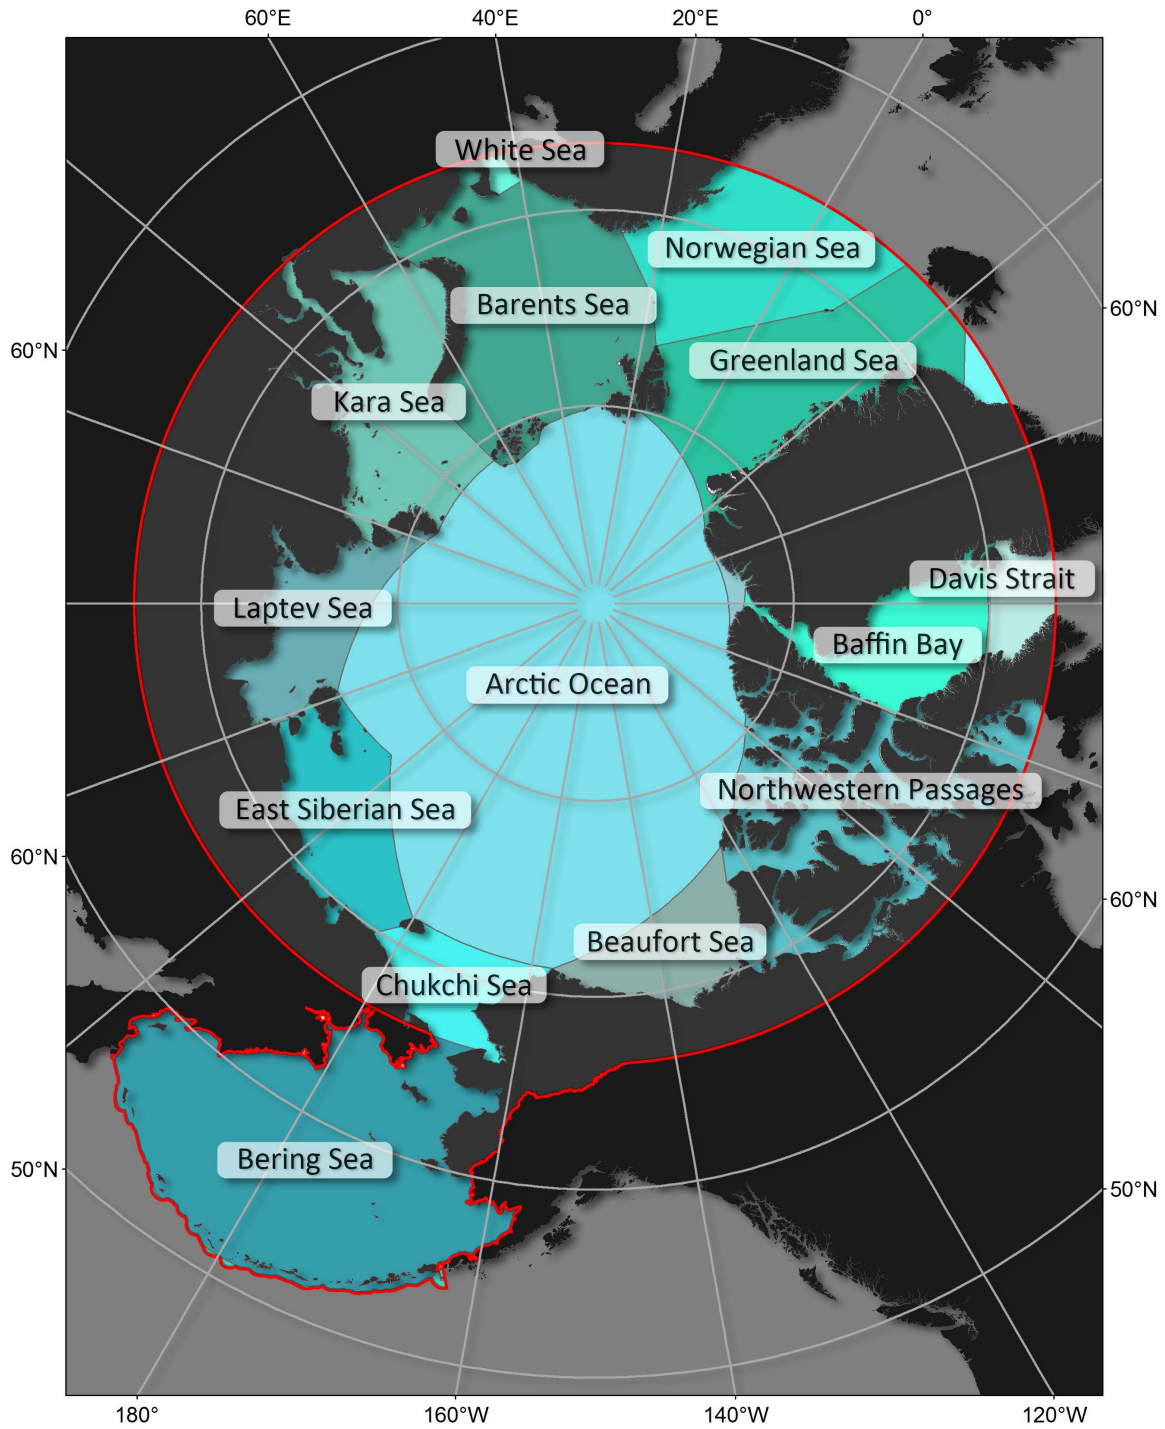 60°E 40°E 20°E 0°
White Sea
Norwegian Sea
Barents Sea
60°N
60°N
Greenland Sea
Kara Sea
Davis Strait
Laptev Sea
Baffin Bay
Arctic Ocean
Northwestern Passages
East Siberian Sea
60°N
60°N
Beaufort Sea
Chukchi Sea
Bering Sea
50°N
50°N
180° 160°W 140°W 120°W